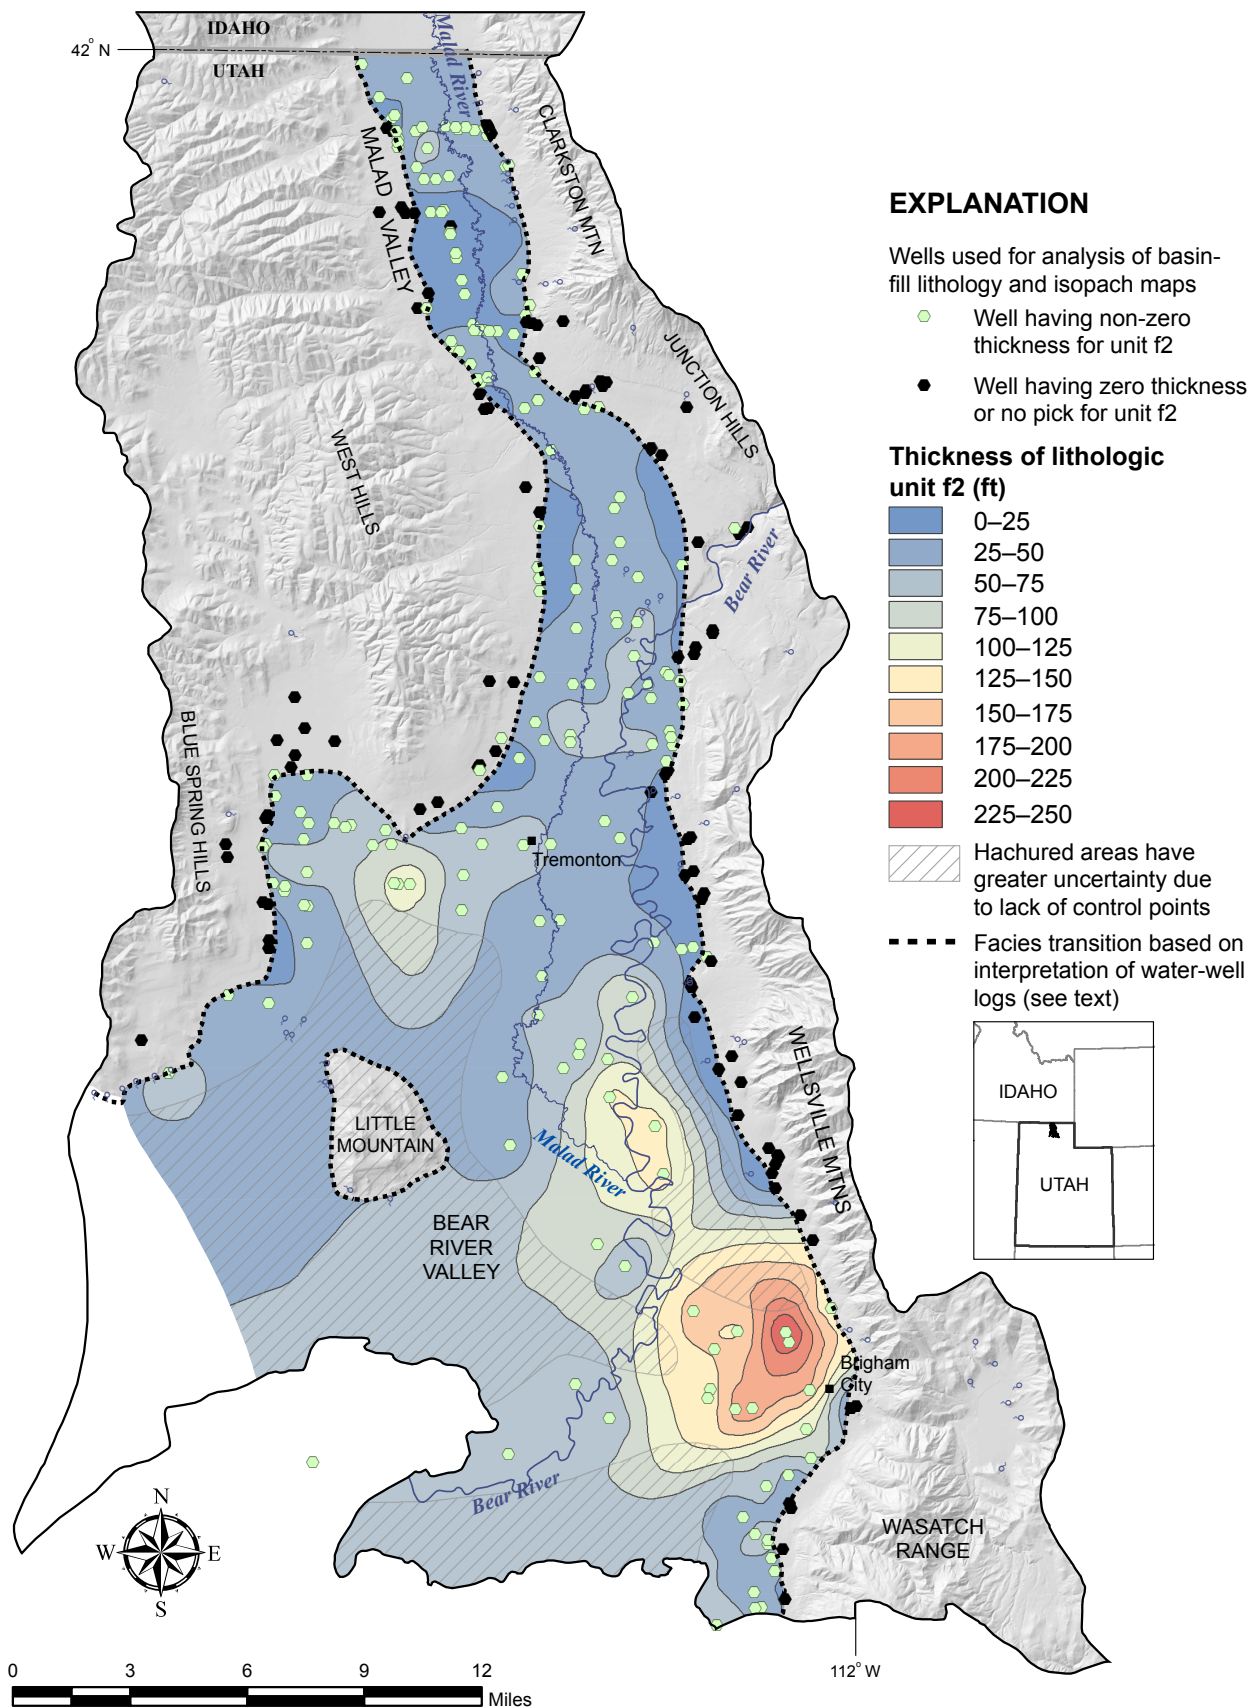 IDAHO
42° N
UTAH
Malad River
CLARKSTON MTN
MALAD VALLEY
JUNCTION HILLS
WEST HILLS
Bear River
BLUE SPRING HILLS
Tremonton
WELLSVILLE MTNS
LITTLE
MOUNTAIN
Malad River
BEAR
RIVER
VALLEY
Brigham
City
Bear River
WASATCH
RANGE
112° W
N
W
E
S
0
3
6
9
12
Miles
EXPLANATION
Wells used for analysis of basin-
fill lithology and isopach maps
Well having non-zero
thickness for unit f2
Well having zero thickness
or no pick for unit f2
Thickness of lithologic
unit f2 (ft)
0–25
25–50
50–75
75–100
100–125
125–150
150–175
175–200
200–225
225–250
Hachured areas have
greater uncertainty due
to lack of control points
Facies transition based on
interpretation of water-well
logs (see text)
IDAHO
UTAH